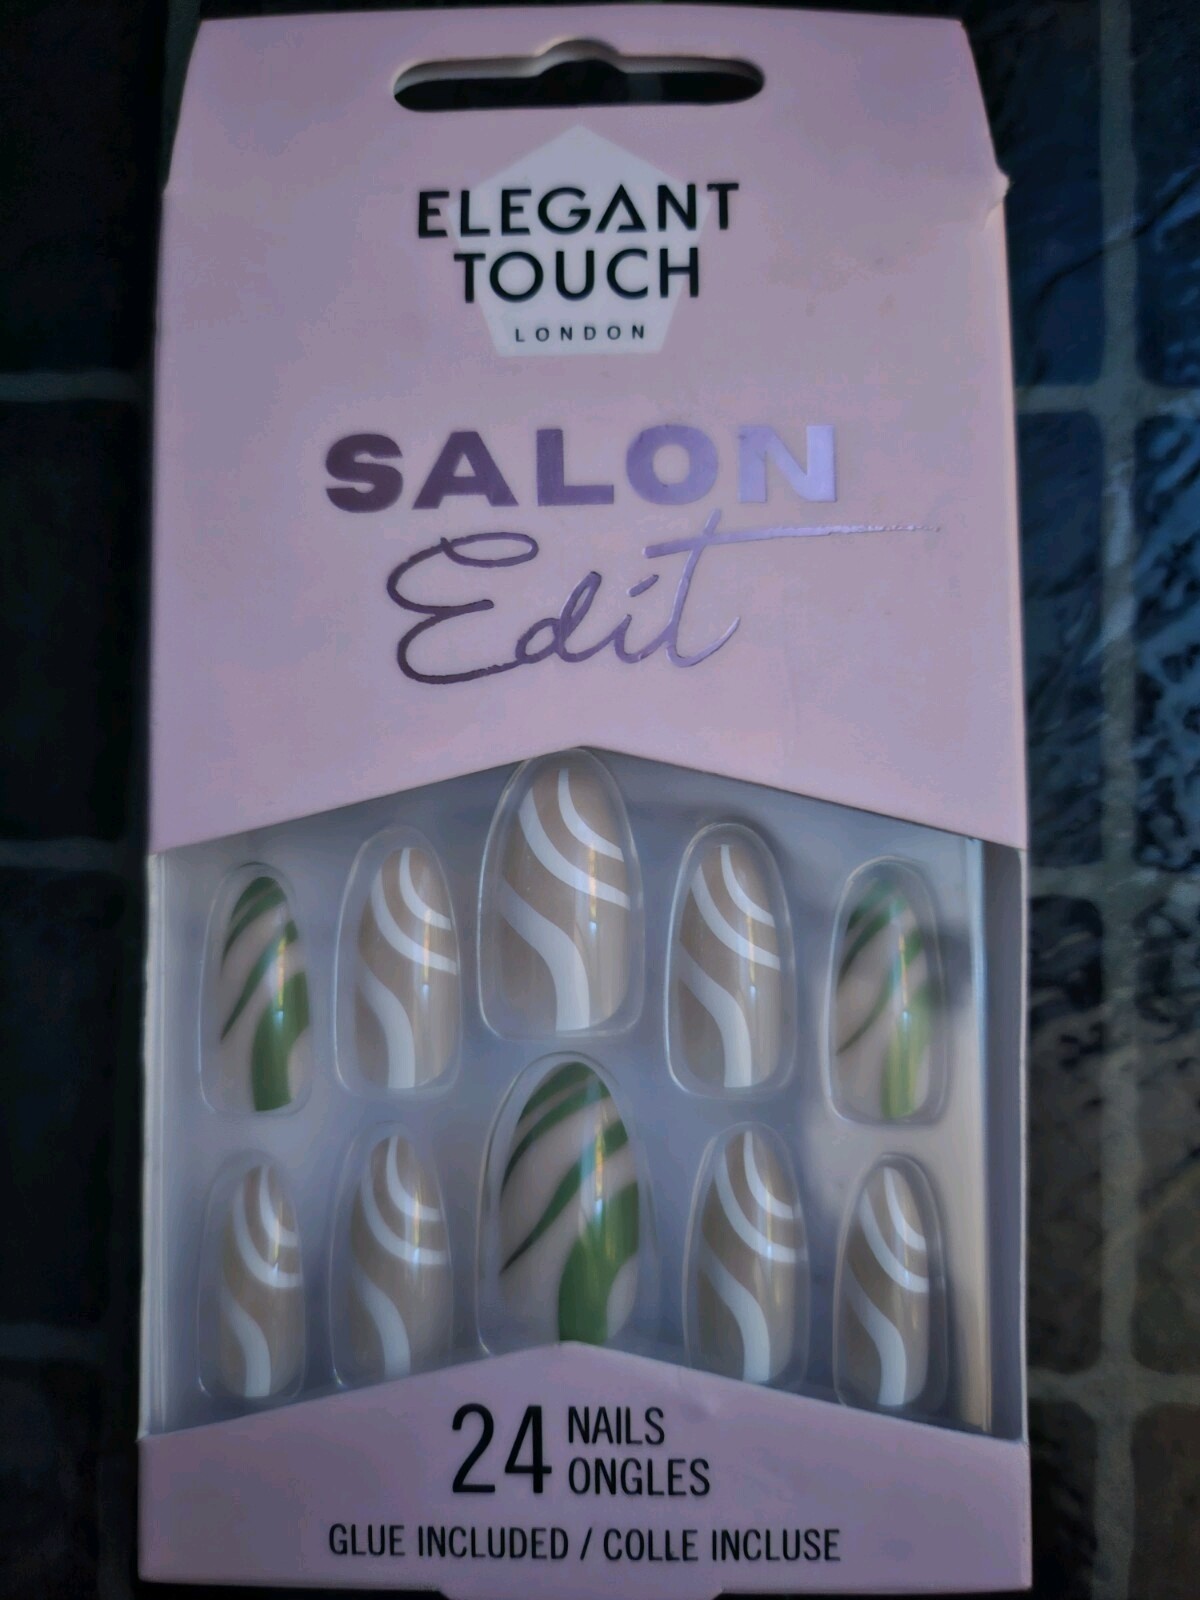 ELEGANT
TOUCH
LONDON
SALON
Edit
24 NAILS
ONGLES
GLUE INCLUDED / COLLE INCLUSE